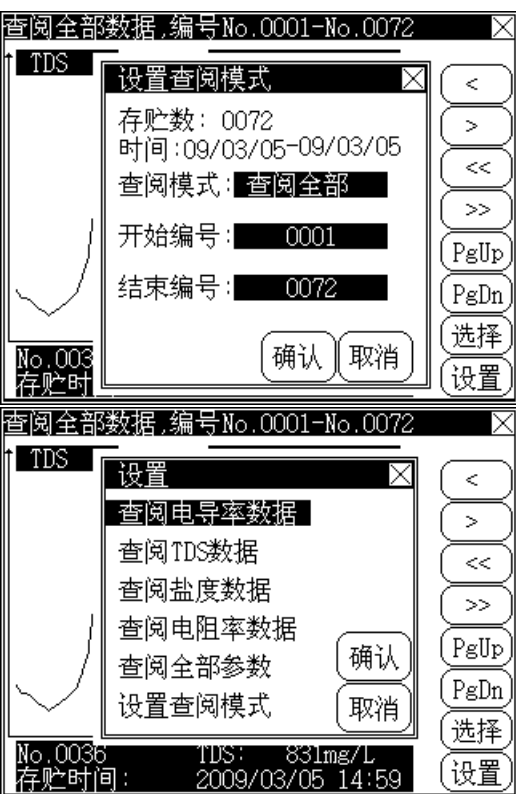 查阅全部数据,编号No.0001-No.0072
TDS
设置查阅模式
存贮数: 0072
时间:09/03/05-09/03/05
查阅模式: 查阅全部
开始编号: 0001
结束编号: 0072
确认 取消
No.003
存贮时
<
>
<<
>>
PgUp
PgDn
选择
设置
查阅全部数据,编号No.0001-No.0072
TDS
设置
查阅电导率数据
查阅TDS数据
查阅盐度数据
查阅电阻率数据
查阅全部参数
设置查阅模式
确认
取消
No.0036 TDS: 831mg/L
存贮时间: 2009/03/05 14:59
<
>
<<
>>
PgUp
PgDn
选择
设置